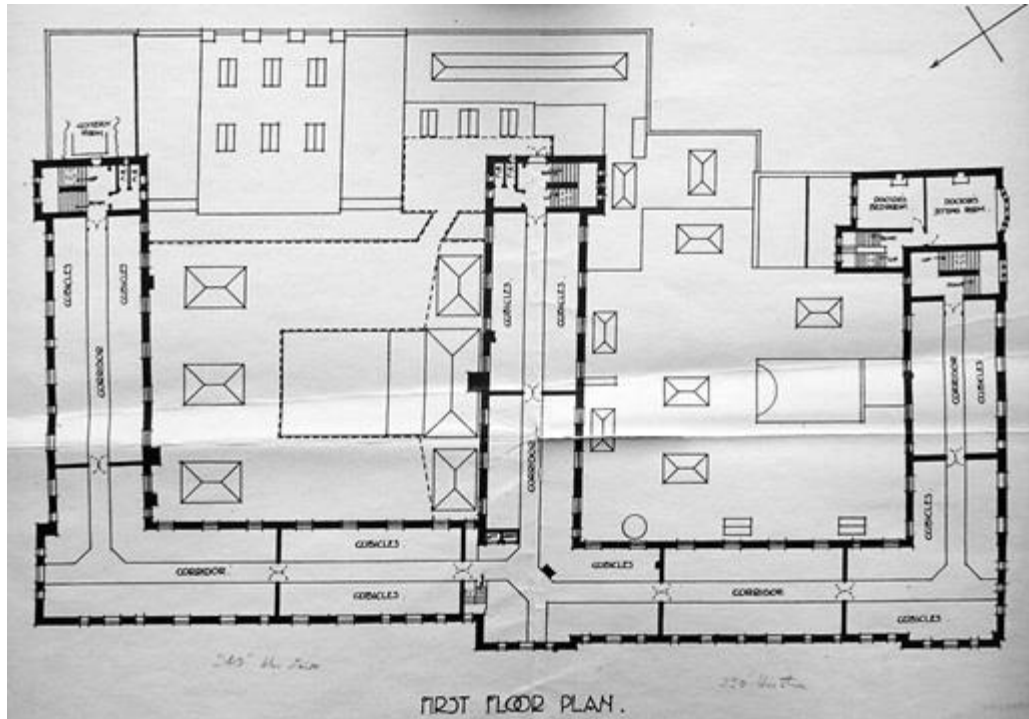 DOCTOR'S
BEDROOM
DOCTOR'S
SITTING ROOM.
CUBICLES
CUBICLES
CORRIDOR
CUBICLES
CUBICLES
CORRIDOR
CUBICLES
CORRIDOR
CUBICLES
CUBICLES
CUBICLES
CORRIDOR
CUBICLES
CUBICLES
CORRIDOR
CUBICLES
FIRST FLOOR PLAN.